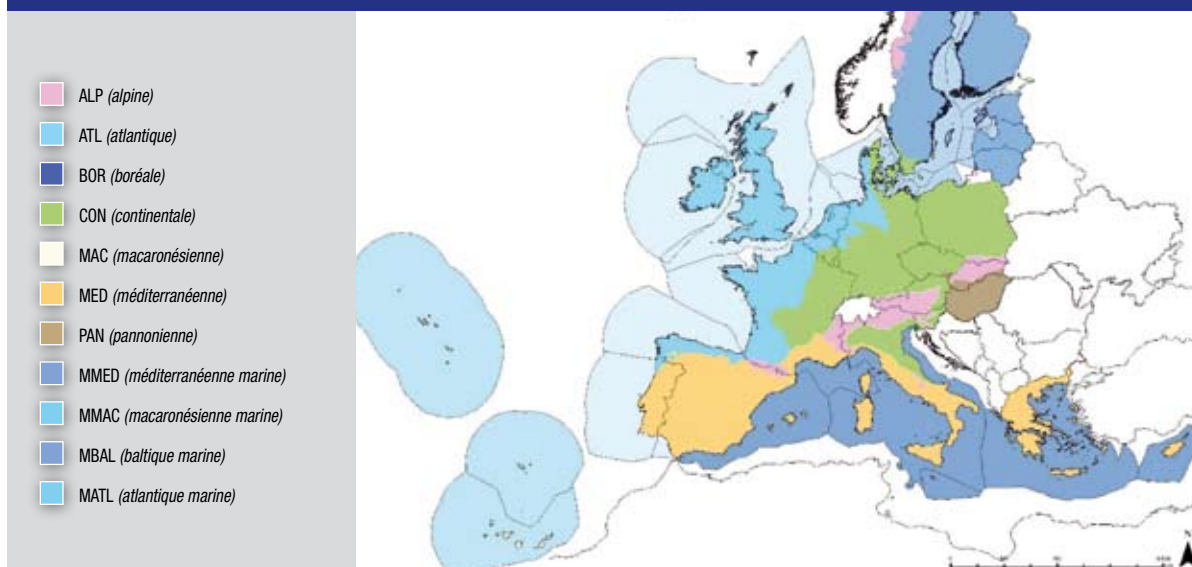 ALP (alpine)
ATL (atlantique)
BOR (boréale)
CON (continentale)
MAC (macaronésienne)
MED (méditerranéenne)
PAN (pannonienne)
MMED (méditerranéenne marine)
MMAC (macaronésienne marine)
MBAL (baltique marine)
MATL (atlantique marine)
N